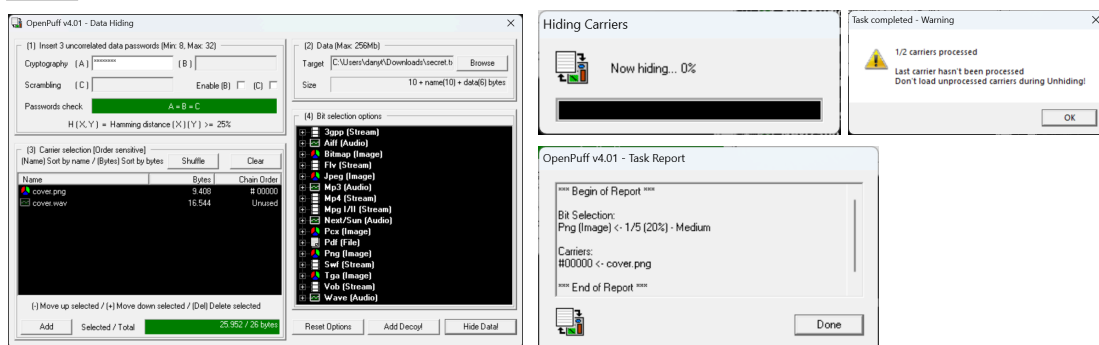 OpenPuff v4.01 - Data Hiding
(1) Insert 3 uncorrelated data passwords (Min: 8, Max: 32)
Cryptography (A) ******** (B)
Scrambling (C) Enable (B) (C)
Passwords check A = B = C
H (X, Y) = Hamming distance (X)(Y) >= 25%
(2) Data (Max: 256Mb)
Target C:\Users\danyt\Downloads\secret.t Browse
Size 10 + name(10) + data(6) bytes
(3) Carrier selection [Order sensitive]
(Name) Sort by name / (Bytes) Sort by bytes Shuffle Clear
Name Bytes Chain Order
cover.png 9.408 # 00000
cover.wav 16.544 Unused
(-) Move up selected / (+) Move down selected / (Del) Delete selected
Add Selected / Total 25.952 / 26 bytes
(4) Bit selection options
3gpp (Stream)
Aiff (Audio)
Bitmap (Image)
Flv (Stream)
Jpeg (Image)
Mp3 (Audio)
Mp4 (Stream)
Mpg I/II (Stream)
Next/Sun (Audio)
Pcx (Image)
Pdf (File)
Png (Image)
Swf (Stream)
Tga (Image)
Vob (Stream)
Wave (Audio)
Reset Options Add Decoy! Hide Data!
Hiding Carriers
Now hiding... 0%
Task completed - Warning
1/2 carriers processed
Last carrier hasn't been processed
Don't load unprocessed carriers during Unhiding!
OK
OpenPuff v4.01 - Task Report
*** Begin of Report ***
Bit Selection:
Png (Image) <- 1/5 (20%) - Medium
Carriers:
#00000 <- cover.png
*** End of Report ***
Done